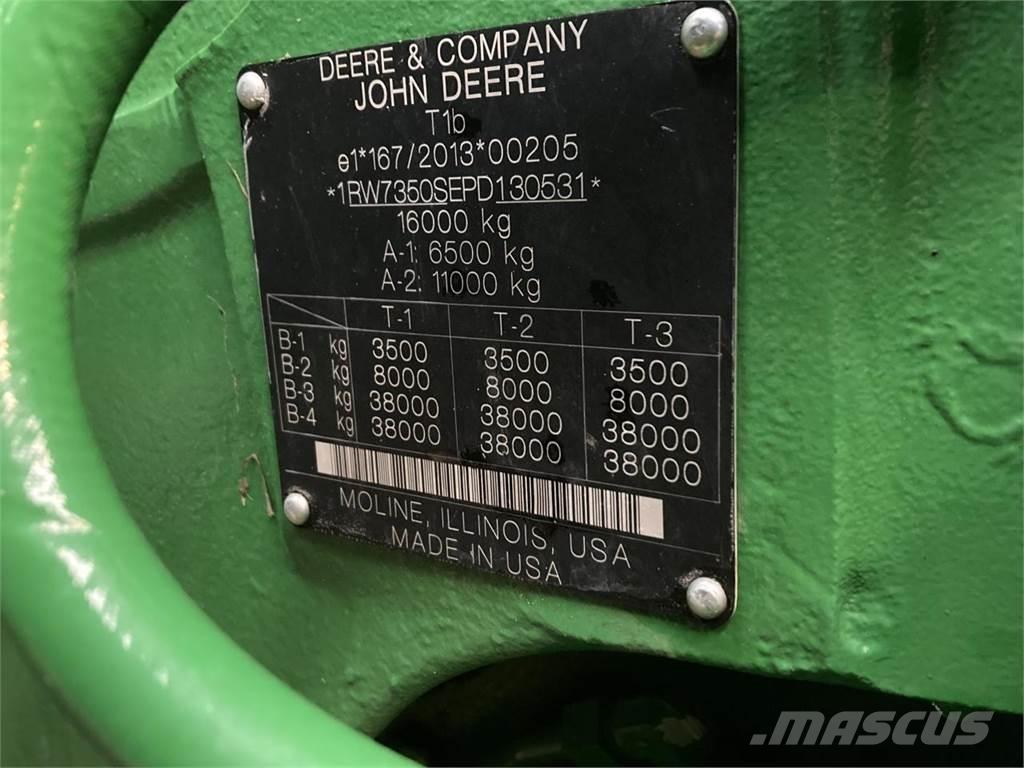 DEERE & COMPANY
JOHN DEERE
T1b
e1*167/2013*00205
*1RW7350SEPD130531*
16000 kg
A-1: 6500 kg
A-2: 11000 kg
T-1 T-2 T-3
B-1 kg 3500 3500 3500
B-2 kg 8000 8000 8000
B-3 kg 38000 38000 38000
B-4 kg 38000 38000 38000
MOLINE, ILLINOIS, USA
MADE IN USA
MASCUS